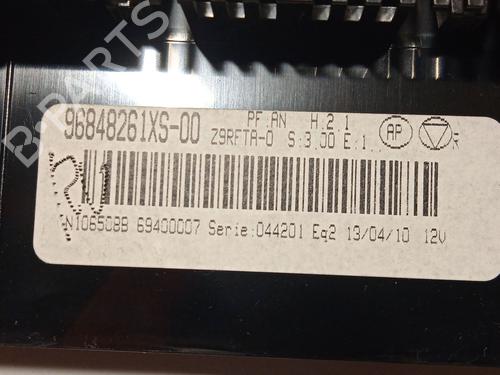 B-PARTS
PF.AN H.2.1
96848261XS-00 Z9RFTA-0 S:3.00 E:1
AP
R
N106508B 69400007 Serie:044201 Eq2 13/04/10 12V